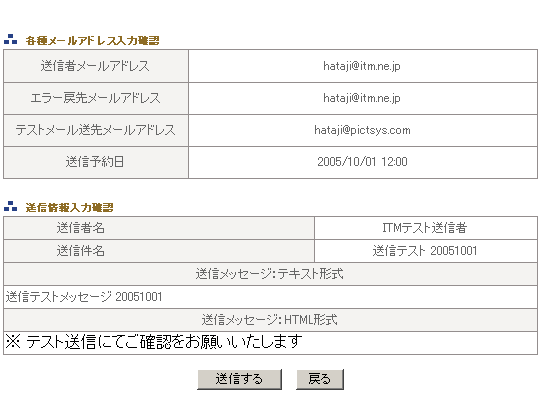 各種メールアドレス入力確認
送信者メールアドレス hataji@itm.ne.jp
エラー戻先メールアドレス hataji@itm.ne.jp
テストメール送先メールアドレス hataji@pictsys.com
送信予約日 2005/10/01 12:00
送信情報入力確認
送信者名 ITMテスト送信者
送信件名 送信テスト 20051001
送信メッセージ：テキスト形式
送信テストメッセージ 20051001
送信メッセージ：HTML形式
※ テスト送信にてご確認をお願いいたします
送信する 戻る